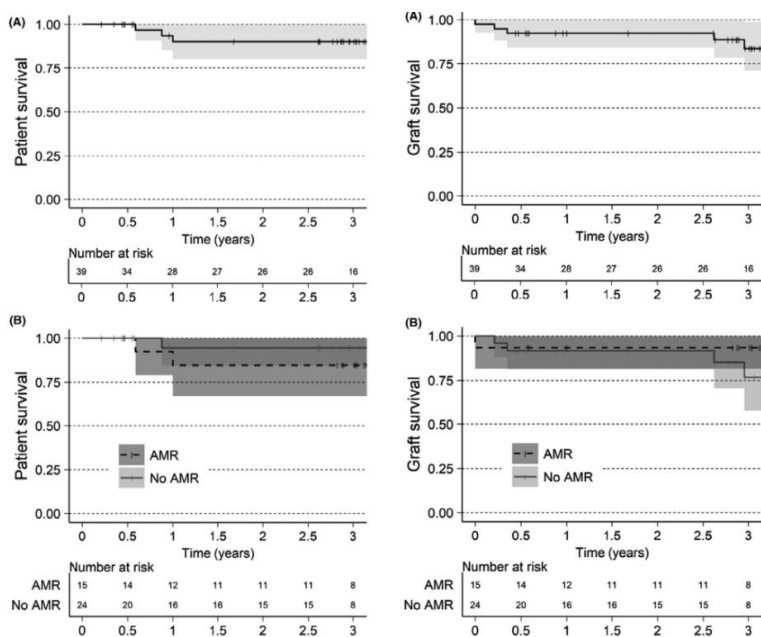 (A)
Patient survival
1.00
0.75
0.50
0.25
0.00
0 0.5 1 1.5 2 2.5 3
Time (years)
Number at risk
39 34 28 27 26 26 16
0 0.5 1 1.5 2 2.5 3
(A)
Graft survival
1.00
0.75
0.50
0.25
0.00
0 0.5 1 1.5 2 2.5 3
Time (years)
Number at risk
39 34 28 27 26 26 16
0 0.5 1 1.5 2 2.5 3
(B)
Patient survival
1.00
0.75
0.50
0.25
0.00
AMR
No AMR
0 0.5 1 1.5 2 2.5 3
Time (years)
Number at risk
AMR 15 14 12 11 11 11 8
No AMR 24 20 16 16 15 15 8
0 0.5 1 1.5 2 2.5 3
(B)
Graft survival
1.00
0.75
0.50
0.25
0.00
AMR
No AMR
0 0.5 1 1.5 2 2.5 3
Time (years)
Number at risk
AMR 15 14 12 11 11 11 8
No AMR 24 20 16 16 15 15 8
0 0.5 1 1.5 2 2.5 3